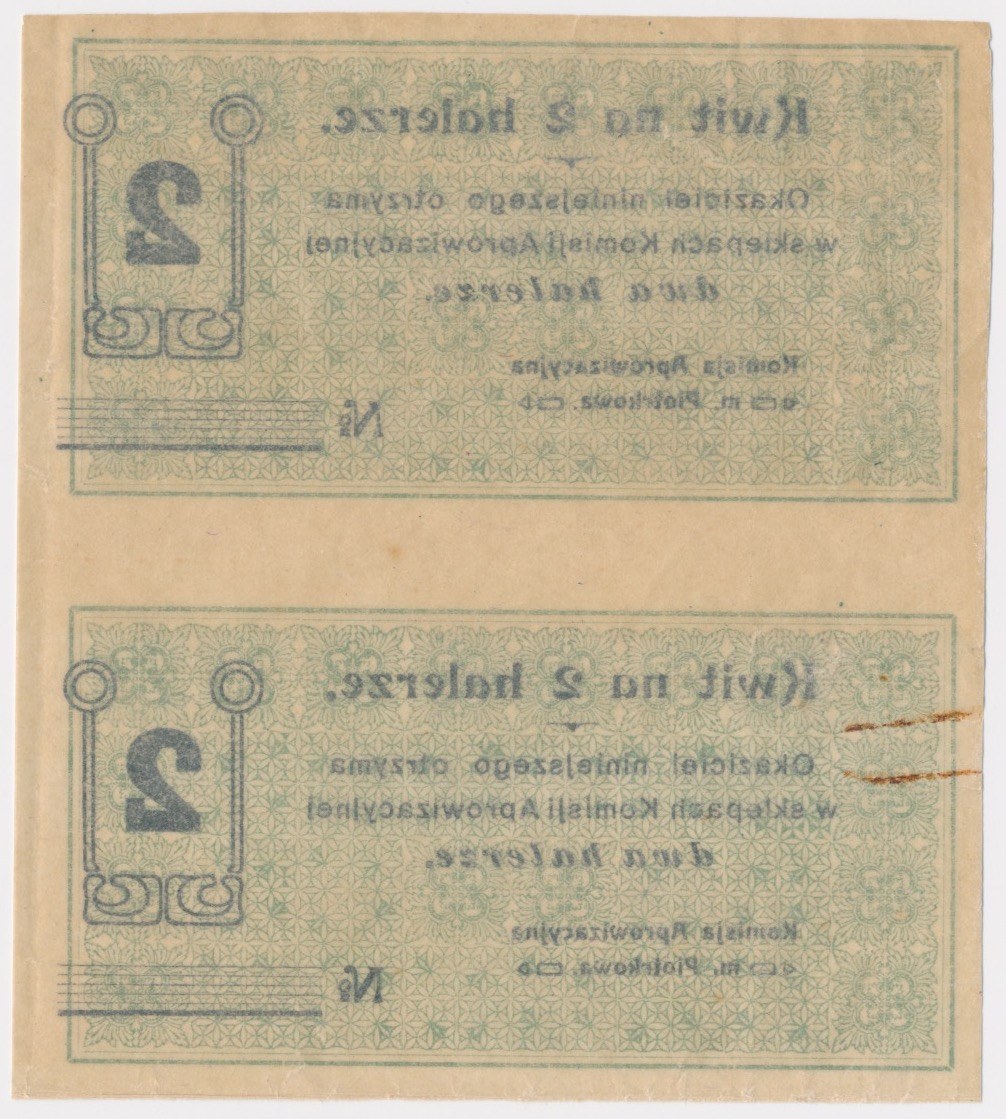 Kwit na 2 halerze.
2
Okaziciel niniejszego otrzyma
w sklepach Komisji Aprowizacyjnej
dwa halerze.
Komisja Aprowizacyjna
m. Piotrkowa.
№
Kwit na 2 halerze.
2
Okaziciel niniejszego otrzyma
w sklepach Komisji Aprowizacyjnej
dwa halerze.
Komisja Aprowizacyjna
m. Piotrkowa.
№